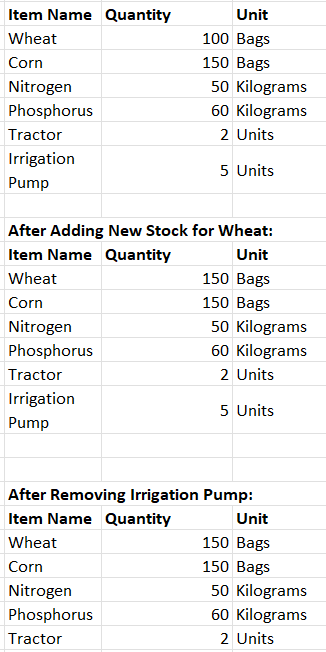 Item Name Quantity Unit
Wheat 100 Bags
Corn 150 Bags
Nitrogen 50 Kilograms
Phosphorus 60 Kilograms
Tractor 2 Units
Irrigation
Pump 5 Units
After Adding New Stock for Wheat:
Item Name Quantity Unit
Wheat 150 Bags
Corn 150 Bags
Nitrogen 50 Kilograms
Phosphorus 60 Kilograms
Tractor 2 Units
Irrigation
Pump 5 Units
After Removing Irrigation Pump:
Item Name Quantity Unit
Wheat 150 Bags
Corn 150 Bags
Nitrogen 50 Kilograms
Phosphorus 60 Kilograms
Tractor 2 Units